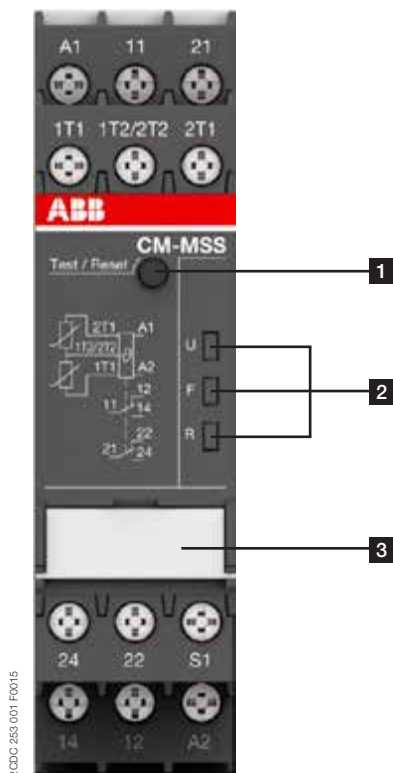 A1 11 21
1T1 1T2/2T2 2T1
ABB
CM-MSS
Test / Reset
1
2T1 A1
1T2/2T2
1T1 A2
12
11 14
22
21 24
U
F
R
2
3
24 22 S1
14 12 A2
2CDC 253 001 F0015